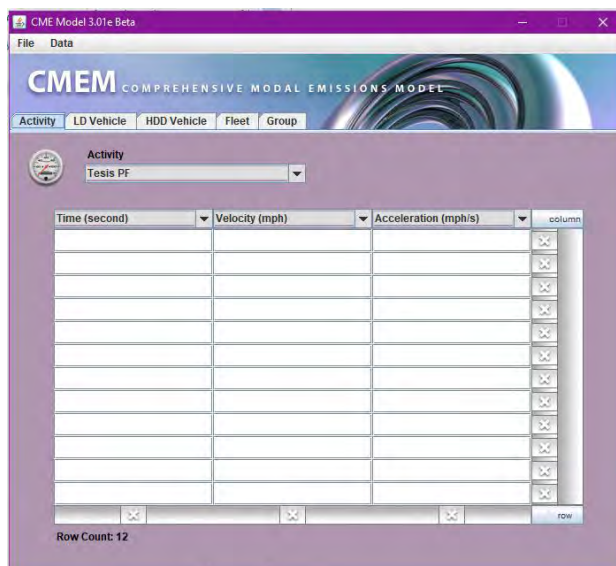 CME Model 3.01e Beta
File Data
CMEM COMPREHENSIVE MODAL EMISSIONS MODEL
Activity LD Vehicle HDD Vehicle Fleet Group
Activity
Tesis PF
Time (second) Velocity (mph) Acceleration (mph/s) column
row
Row Count: 12